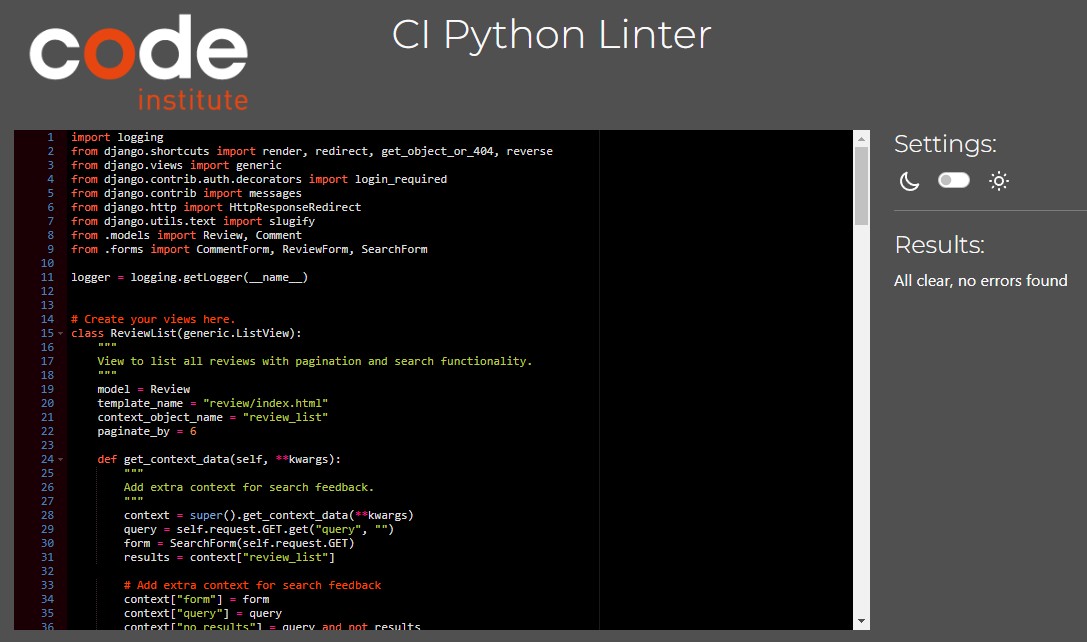 code
institute
CI Python Linter
1 import logging
2 from django.shortcuts import render, redirect, get_object_or_404, reverse
3 from django.views import generic
4 from django.contrib.auth.decorators import login_required
5 from django.contrib import messages
6 from django.http import HttpResponseRedirect
7 from django.utils.text import slugify
8 from .models import Review, Comment
9 from .forms import CommentForm, ReviewForm, SearchForm
10
11 logger = logging.getLogger(__name__)
12
13
14 # Create your views here.
15 class ReviewList(generic.ListView):
16     """
17     View to list all reviews with pagination and search functionality.
18     """
19     model = Review
20     template_name = "review/index.html"
21     context_object_name = "review_list"
22     paginate_by = 6
23
24     def get_context_data(self, **kwargs):
25         """
26         Add extra context for search feedback.
27         """
28         context = super().get_context_data(**kwargs)
29         query = self.request.GET.get("query", "")
30         form = SearchForm(self.request.GET)
31         results = context["review_list"]
32
33         # Add extra context for search feedback
34         context["form"] = form
35         context["query"] = query
36         context["no_results"] = query and not results
Settings:
Results:
All clear, no errors found